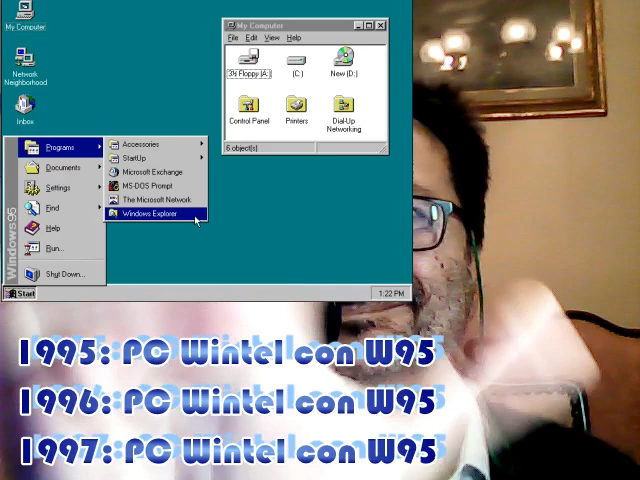 My Computer
Network
Neighborhood
Inbox
My Computer
File Edit View Help
3½ Floppy (A:)
(C:)
New (D:)
Control Panel
Printers
Dial-Up
Networking
6 object(s)
Programs
Documents
Settings
Find
Help
Run...
Shut Down...
Windows95
Accessories
StartUp
Microsoft Exchange
MS-DOS Prompt
The Microsoft Network
Windows Explorer
Start
1:22 PM
1995: PC Wintel con W95
1996: PC Wintel con W95
1997: PC Wintel con W95